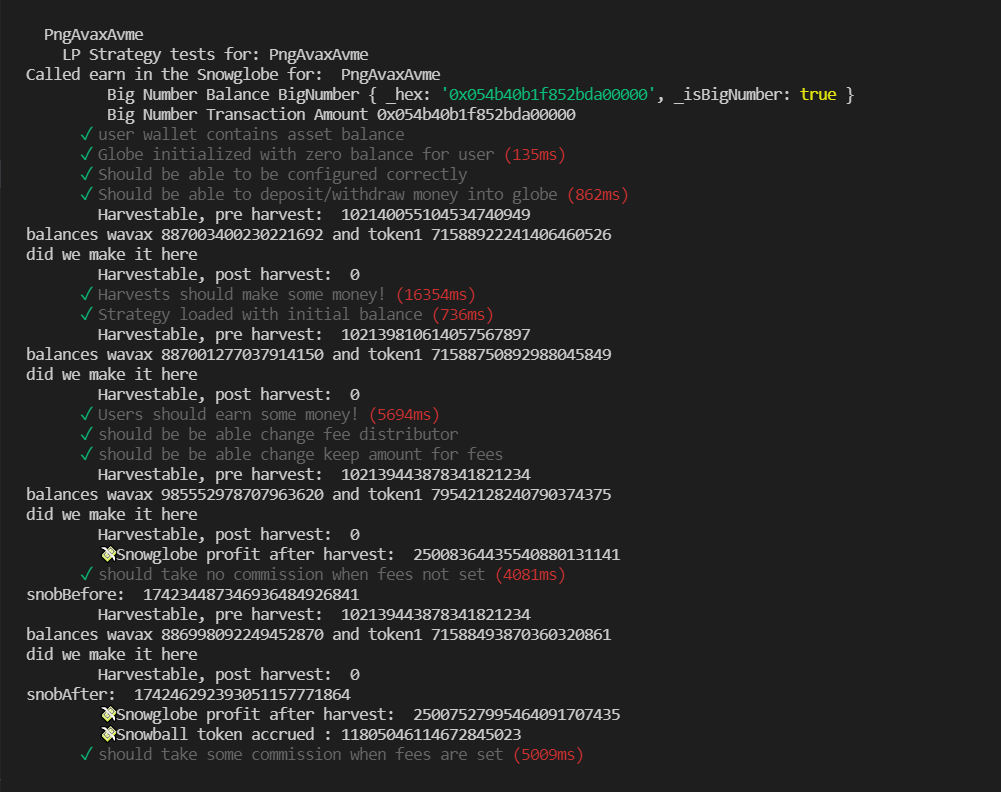 PngAvaxAvme
LP Strategy tests for: PngAvaxAvme
Called earn in the Snowglobe for:  PngAvaxAvme
Big Number Balance BigNumber { _hex: '0x054b40b1f852bda00000', _isBigNumber: true }
Big Number Transaction Amount 0x054b40b1f852bda00000
✓ user wallet contains asset balance
✓ Globe initialized with zero balance for user (135ms)
✓ Should be able to be configured correctly
✓ Should be able to deposit/withdraw money into globe (862ms)
Harvestable, pre harvest:  102140055104534740949
balances wavax 887003400230221692 and token1 71588922241406460526
did we make it here
Harvestable, post harvest:  0
✓ Harvests should make some money! (16354ms)
✓ Strategy loaded with initial balance (736ms)
Harvestable, pre harvest:  102139810614057567897
balances wavax 887001277037914150 and token1 71588750892988045849
did we make it here
Harvestable, post harvest:  0
✓ Users should earn some money! (5694ms)
✓ should be be able change fee distributor
✓ should be be able change keep amount for fees
Harvestable, pre harvest:  102139443878341821234
balances wavax 985552978707963620 and token1 79542128240790374375
did we make it here
Harvestable, post harvest:  0
💸Snowglobe profit after harvest:  25008364435540880131141
✓ should take no commission when fees not set (4081ms)
snobBefore:  174234487346936484926841
Harvestable, pre harvest:  102139443878341821234
balances wavax 886998092249452870 and token1 71588493870360320861
did we make it here
Harvestable, post harvest:  0
snobAfter:  174246292393051157771864
💸Snowglobe profit after harvest:  25007527995464091707435
💸Snowball token accrued : 11805046114672845023
✓ should take some commission when fees are set (5009ms)